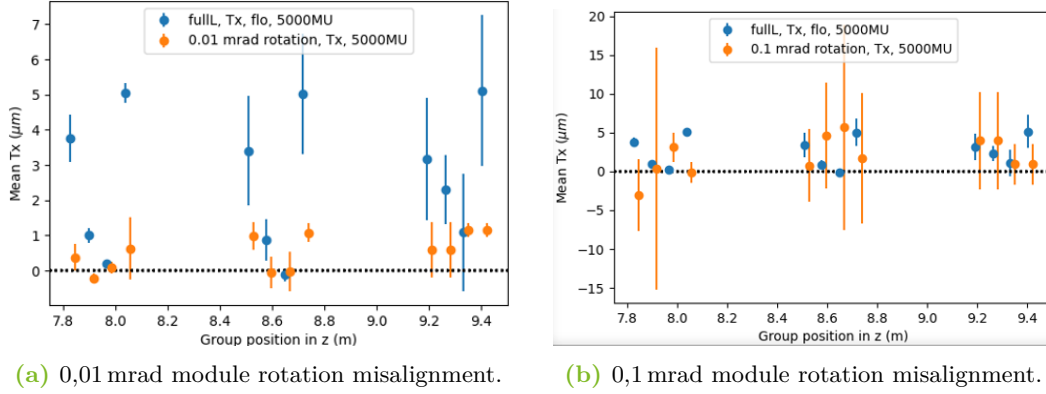 fullL, Tx, flo, 5000MU
0.01 mrad rotation, Tx, 5000MU
Mean Tx (μm)
7
6
5
4
3
2
1
0
7.8 8.0 8.2 8.4 8.6 8.8 9.0 9.2 9.4
Group position in z (m)
(a) 0,01 mrad module rotation misalignment.
fullL, Tx, flo, 5000MU
0.1 mrad rotation, Tx, 5000MU
Mean Tx (μm)
20
15
10
5
0
−5
−10
−15
7.8 8.0 8.2 8.4 8.6 8.8 9.0 9.2 9.4
Group position in z (m)
(b) 0,1 mrad module rotation misalignment.